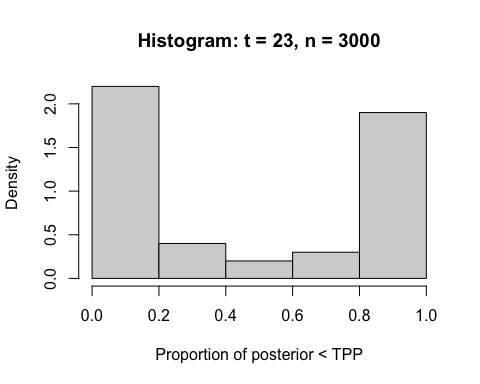 Histogram: t = 23, n = 3000
Density
2.0
1.5
1.0
0.5
0.0
0.0 0.2 0.4 0.6 0.8 1.0
Proportion of posterior < TPP